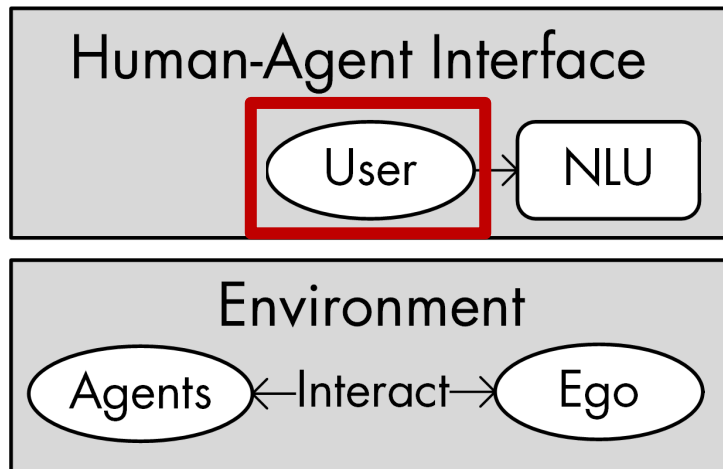 Human-Agent Interface
User NLU
Environment
Agents Interact Ego